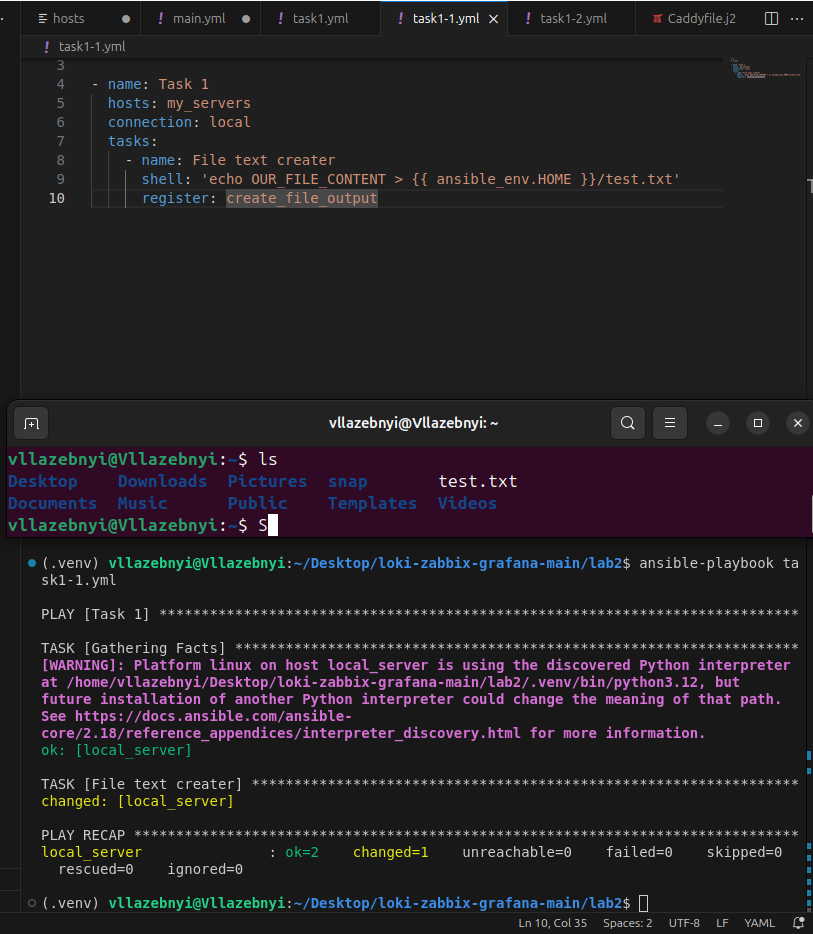 hosts ! main.yml ! task1.yml ! task1-1.yml ! task1-2.yml Caddyfile.j2
! task1-1.yml
3
4 - name: Task 1
5 hosts: my_servers
6 connection: local
7 tasks:
8 - name: File text creater
9 shell: 'echo OUR_FILE_CONTENT > {{ ansible_env.HOME }}/test.txt'
10 register: create_file_output
vllazebnyi@Vllazebnyi: ~
vllazebnyi@Vllazebnyi:~$ ls
Desktop Downloads Pictures snap test.txt
Documents Music Public Templates Videos
vllazebnyi@Vllazebnyi:~$ S
(.venv) vllazebnyi@Vllazebnyi:~/Desktop/loki-zabbix-grafana-main/lab2$ ansible-playbook ta
sk1-1.yml
PLAY [Task 1] ****************************************************************************
TASK [Gathering Facts] *******************************************************************
[WARNING]: Platform linux on host local_server is using the discovered Python interpreter
at /home/vllazebnyi/Desktop/loki-zabbix-grafana-main/lab2/.venv/bin/python3.12, but
future installation of another Python interpreter could change the meaning of that path.
See https://docs.ansible.com/ansible-
core/2.18/reference_appendices/interpreter_discovery.html for more information.
ok: [local_server]
TASK [File text creater] *****************************************************************
changed: [local_server]
PLAY RECAP *******************************************************************************
local_server : ok=2 changed=1 unreachable=0 failed=0 skipped=0
rescued=0 ignored=0
(.venv) vllazebnyi@Vllazebnyi:~/Desktop/loki-zabbix-grafana-main/lab2$
Ln 10, Col 35 Spaces: 2 UTF-8 LF YAML